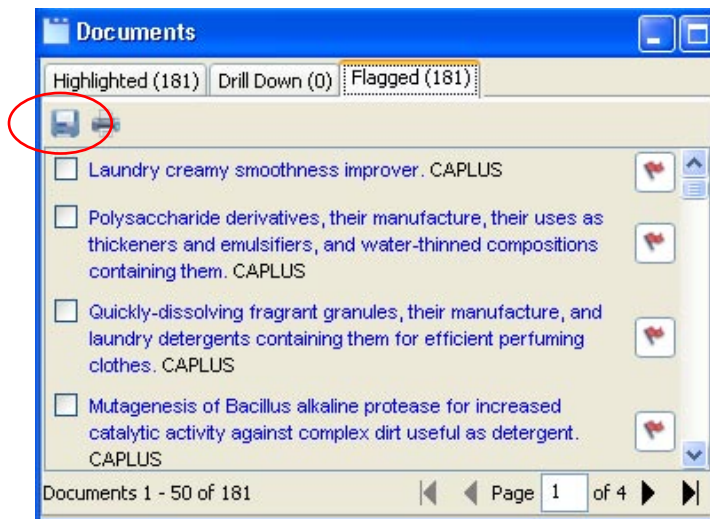 Documents
Highlighted (181) Drill Down (0) Flagged (181)
Laundry creamy smoothness improver. CAPLUS
Polysaccharide derivatives, their manufacture, their uses as
thickeners and emulsifiers, and water-thinned compositions
containing them. CAPLUS
Quickly-dissolving fragrant granules, their manufacture, and
laundry detergents containing them for efficient perfuming
clothes. CAPLUS
Mutagenesis of Bacillus alkaline protease for increased
catalytic activity against complex dirt useful as detergent.
CAPLUS
Documents 1 - 50 of 181 Page 1 of 4